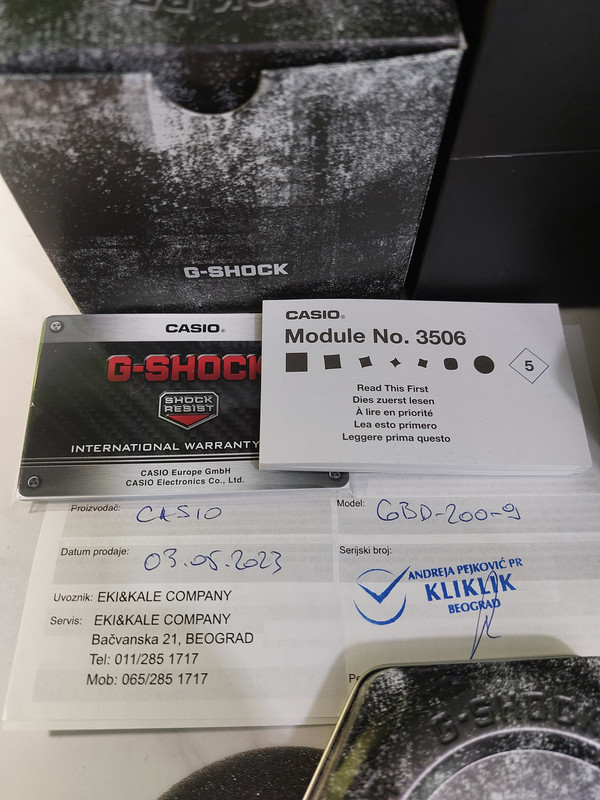 G-SHOCK
CASIO®
G-SHOCK
SHOCK
RESIST
INTERNATIONAL WARRANTY
CASIO Europe GmbH
CASIO Electronics Co., Ltd.
CASIO®
Module No. 3506
5
Read This First
Dies zuerst lesen
À lire en priorité
Lea esto primero
Leggere prima questo
Proizvođač: CASIO
Model: GBD-200-9
Datum prodaje: 03.05.2023
Serijski broj:
ANDREJA PEJKOVIĆ PR
KLIKLIK
BEOGRAD
Uvoznik: EKI&KALE COMPANY
Servis: EKI&KALE COMPANY
Bačvanska 21, BEOGRAD
Tel: 011/285 1717
Mob: 065/285 1717
G-SHOCK